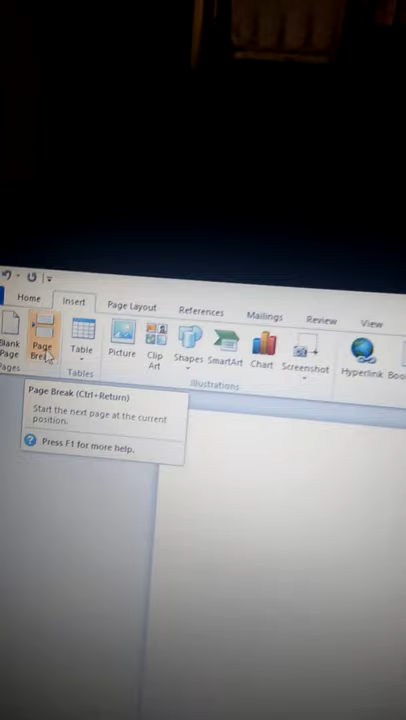 Home Insert Page Layout References Mailings Review View
Blank Page
Page Break
Table
Picture
Clip Art
Shapes
SmartArt
Chart
Screenshot
Hyperlink
Pages
Tables
Illustrations
Page Break (Ctrl+Return)
Start the next page at the current
position.
Press F1 for more help.